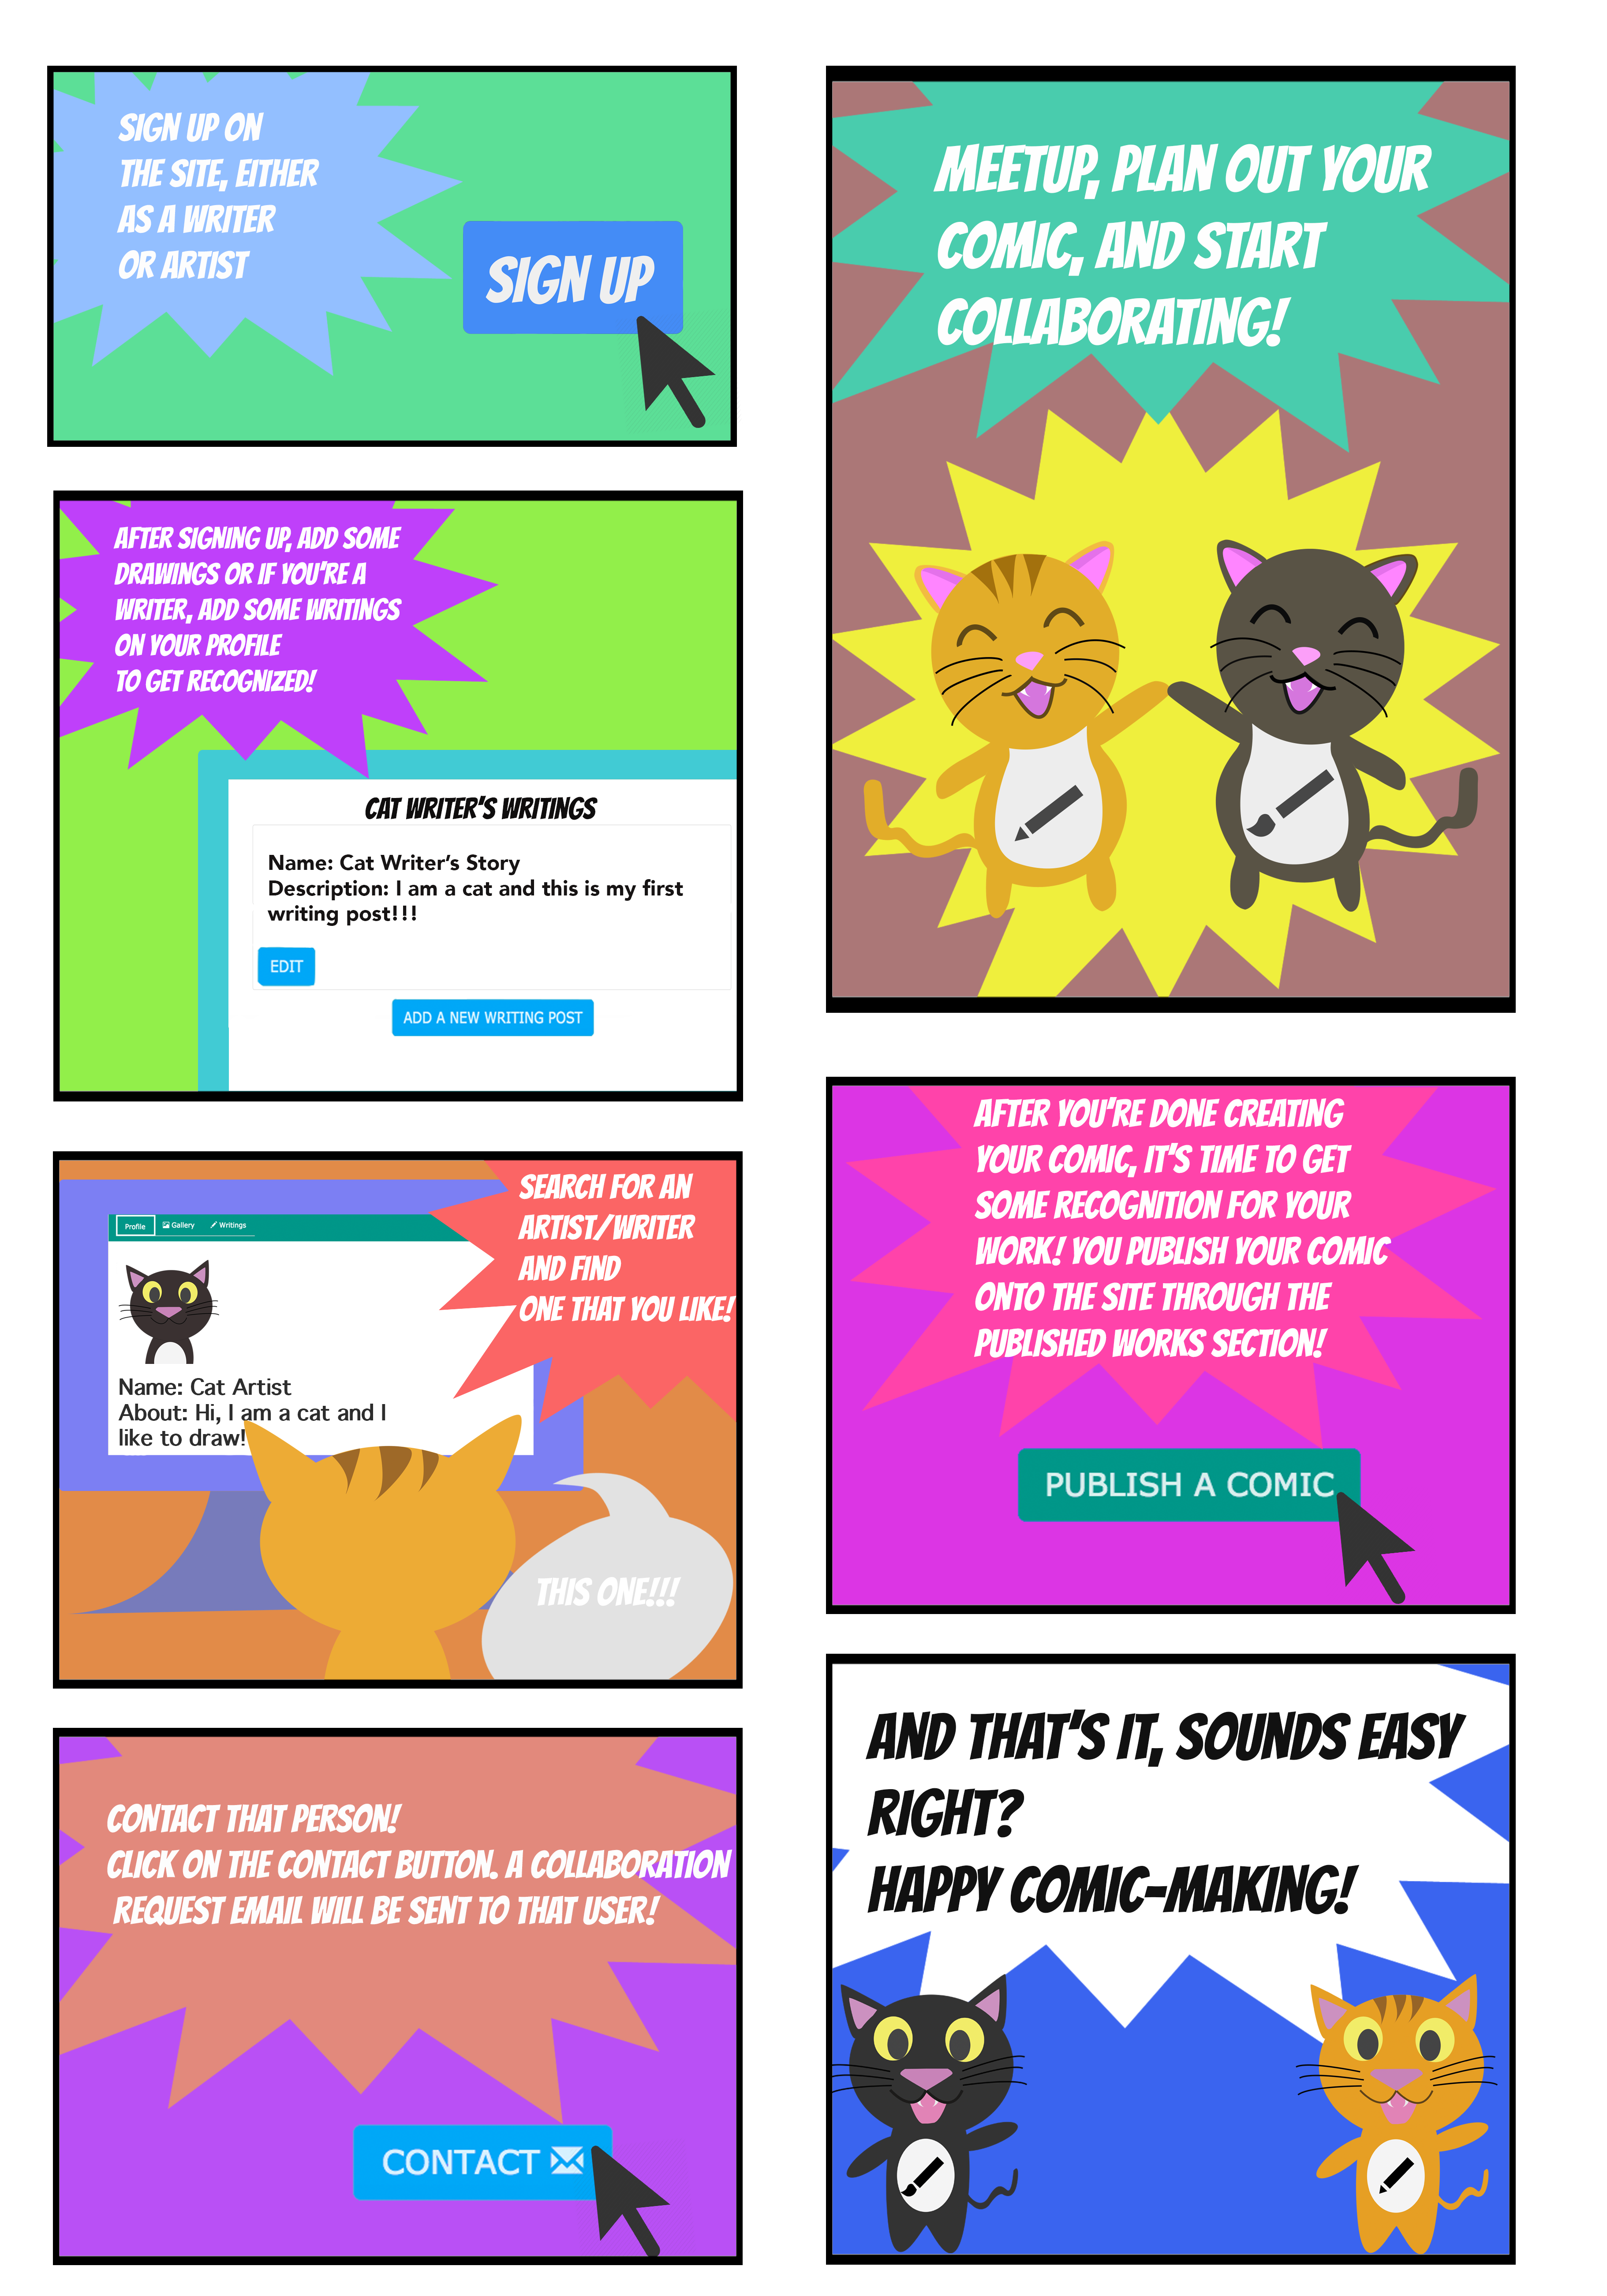 SIGN UP ON
THE SITE, EITHER
AS A WRITER
OR ARTIST
SIGN UP
AFTER SIGNING UP, ADD SOME
DRAWINGS OR IF YOU'RE A
WRITER, ADD SOME WRITINGS
ON YOUR PROFILE
TO GET RECOGNIZED!
CAT WRITER'S WRITINGS
Name: Cat Writer's Story
Description: I am a cat and this is my first
writing post!!!
EDIT
ADD A NEW WRITING POST
SEARCH FOR AN
ARTIST/WRITER
AND FIND
ONE THAT YOU LIKE!
Profile Gallery Writings
Name: Cat Artist
About: Hi, I am a cat and I
like to draw!
THIS ONE!!!
CONTACT THAT PERSON!
CLICK ON THE CONTACT BUTTON. A COLLABORATION
REQUEST EMAIL WILL BE SENT TO THAT USER!
CONTACT
MEETUP, PLAN OUT YOUR
COMIC, AND START
COLLABORATING!
AFTER YOU'RE DONE CREATING
YOUR COMIC, IT'S TIME TO GET
SOME RECOGNITION FOR YOUR
WORK! YOU PUBLISH YOUR COMIC
ONTO THE SITE THROUGH THE
PUBLISHED WORKS SECTION!
PUBLISH A COMIC
AND THAT'S IT, SOUNDS EASY
RIGHT?
HAPPY COMIC-MAKING!